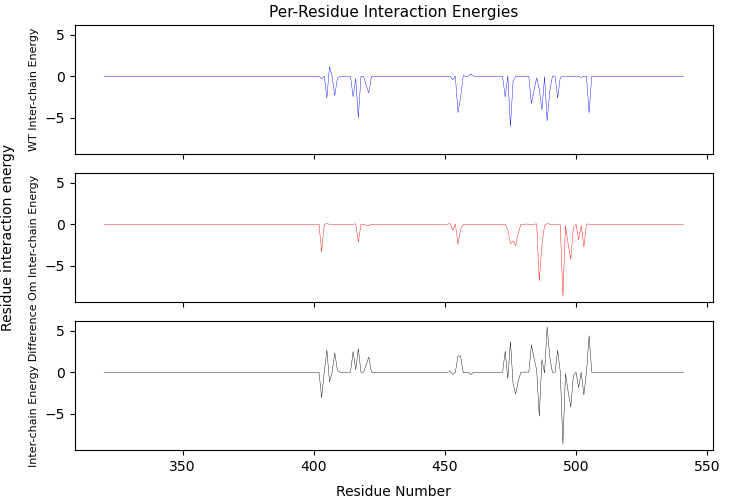 Per-Residue Interaction Energies
Residue interaction energy
WT Inter-chain Energy
5
0
−5
Om Inter-chain Energy
5
0
−5
Inter-chain Energy Difference
5
0
−5
350
400
450
500
550
Residue Number